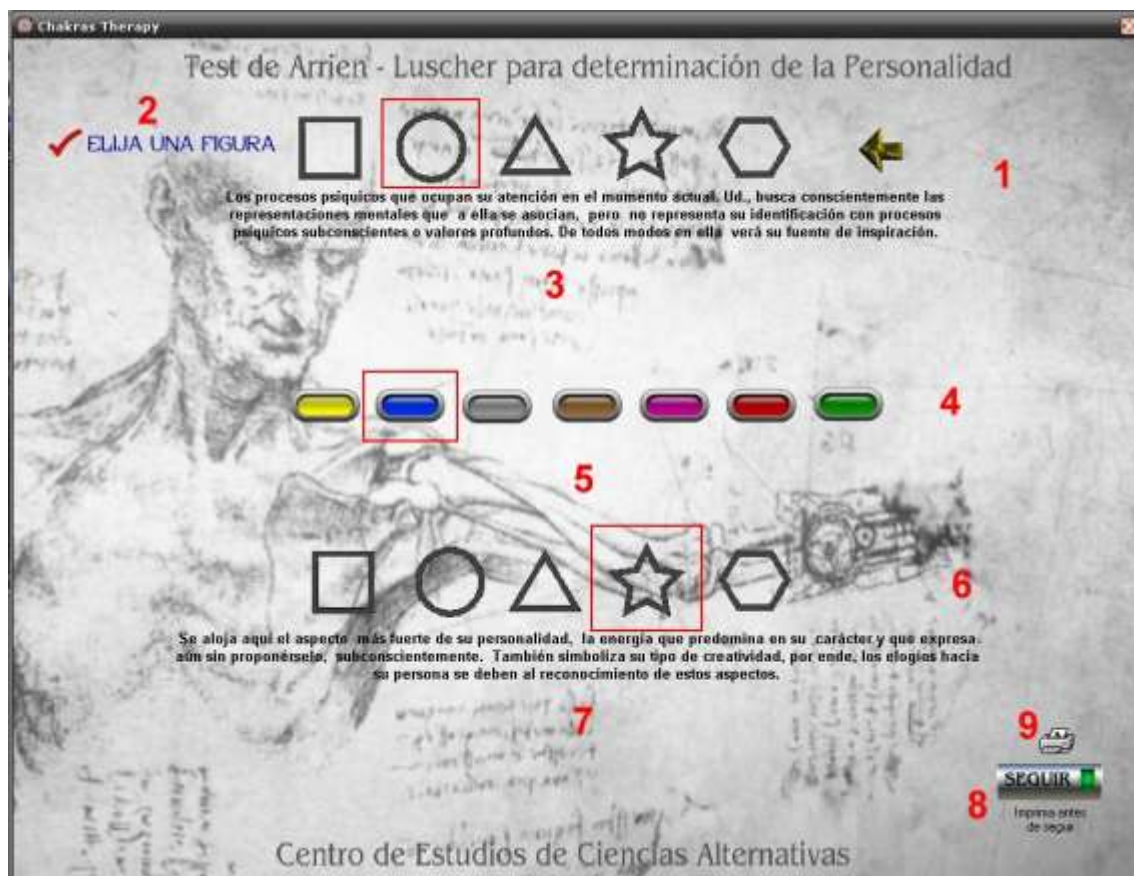 Chakras Therapy
Test de Arrien - Luscher para determinación de la Personalidad
2
ELIJA UNA FIGURA
1
Los procesos psíquicos que ocupan su atención en el momento actual. Ud., busca conscientemente las
representaciones mentales que a ella se asocian, pero no representa su identificación con procesos
psíquicos subconscientes o valores profundos. De todos modos en ella verá su fuente de inspiración.
3
4
5
6
Se aloja aquí el aspecto más fuerte de su personalidad, la energía que predomina en su carácter y que expresa
aún sin proponérselo, subconscientemente. También simboliza su tipo de creatividad, por ende, los elogios hacia
su persona se deben al reconocimiento de estos aspectos.
7
9
SEGUIR
8
Imprima antes
de seguir
Centro de Estudios de Ciencias Alternativas